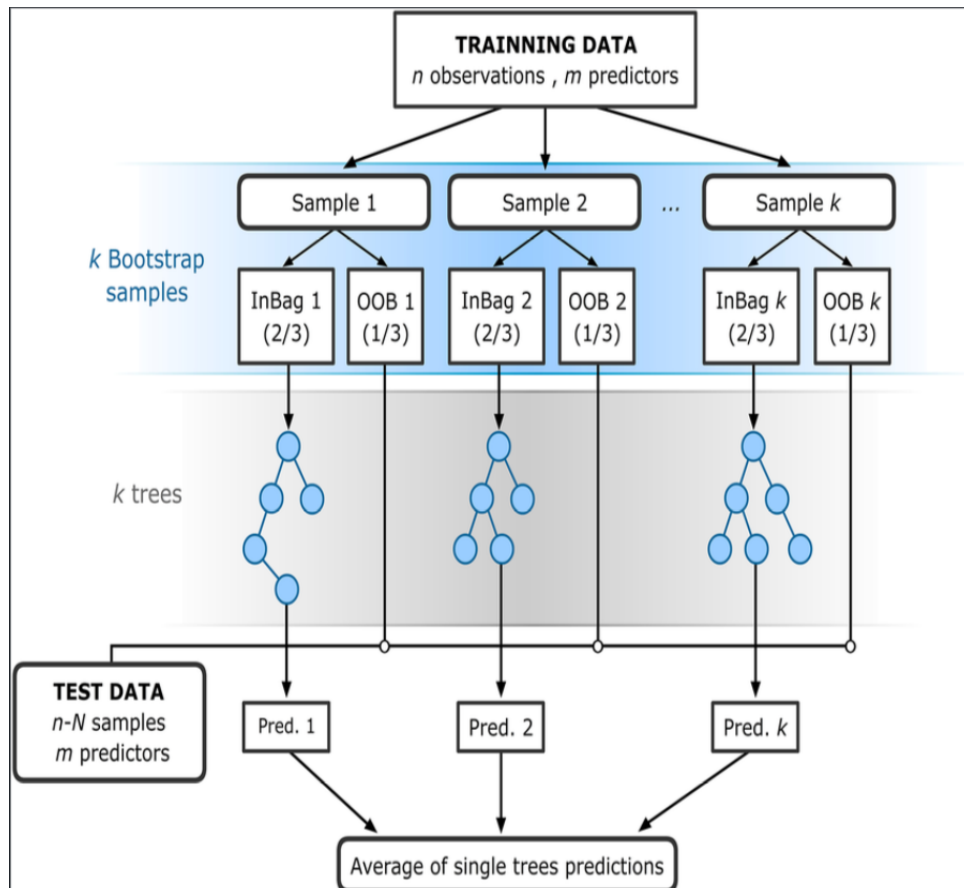 TRAINNING DATA
n observations , m predictors
Sample 1
Sample 2
...
Sample k
k Bootstrap
samples
InBag 1
(2/3)
OOB 1
(1/3)
InBag 2
(2/3)
OOB 2
(1/3)
InBag k
(2/3)
OOB k
(1/3)
k trees
TEST DATA
n-N samples
m predictors
Pred. 1
Pred. 2
Pred. k
Average of single trees predictions